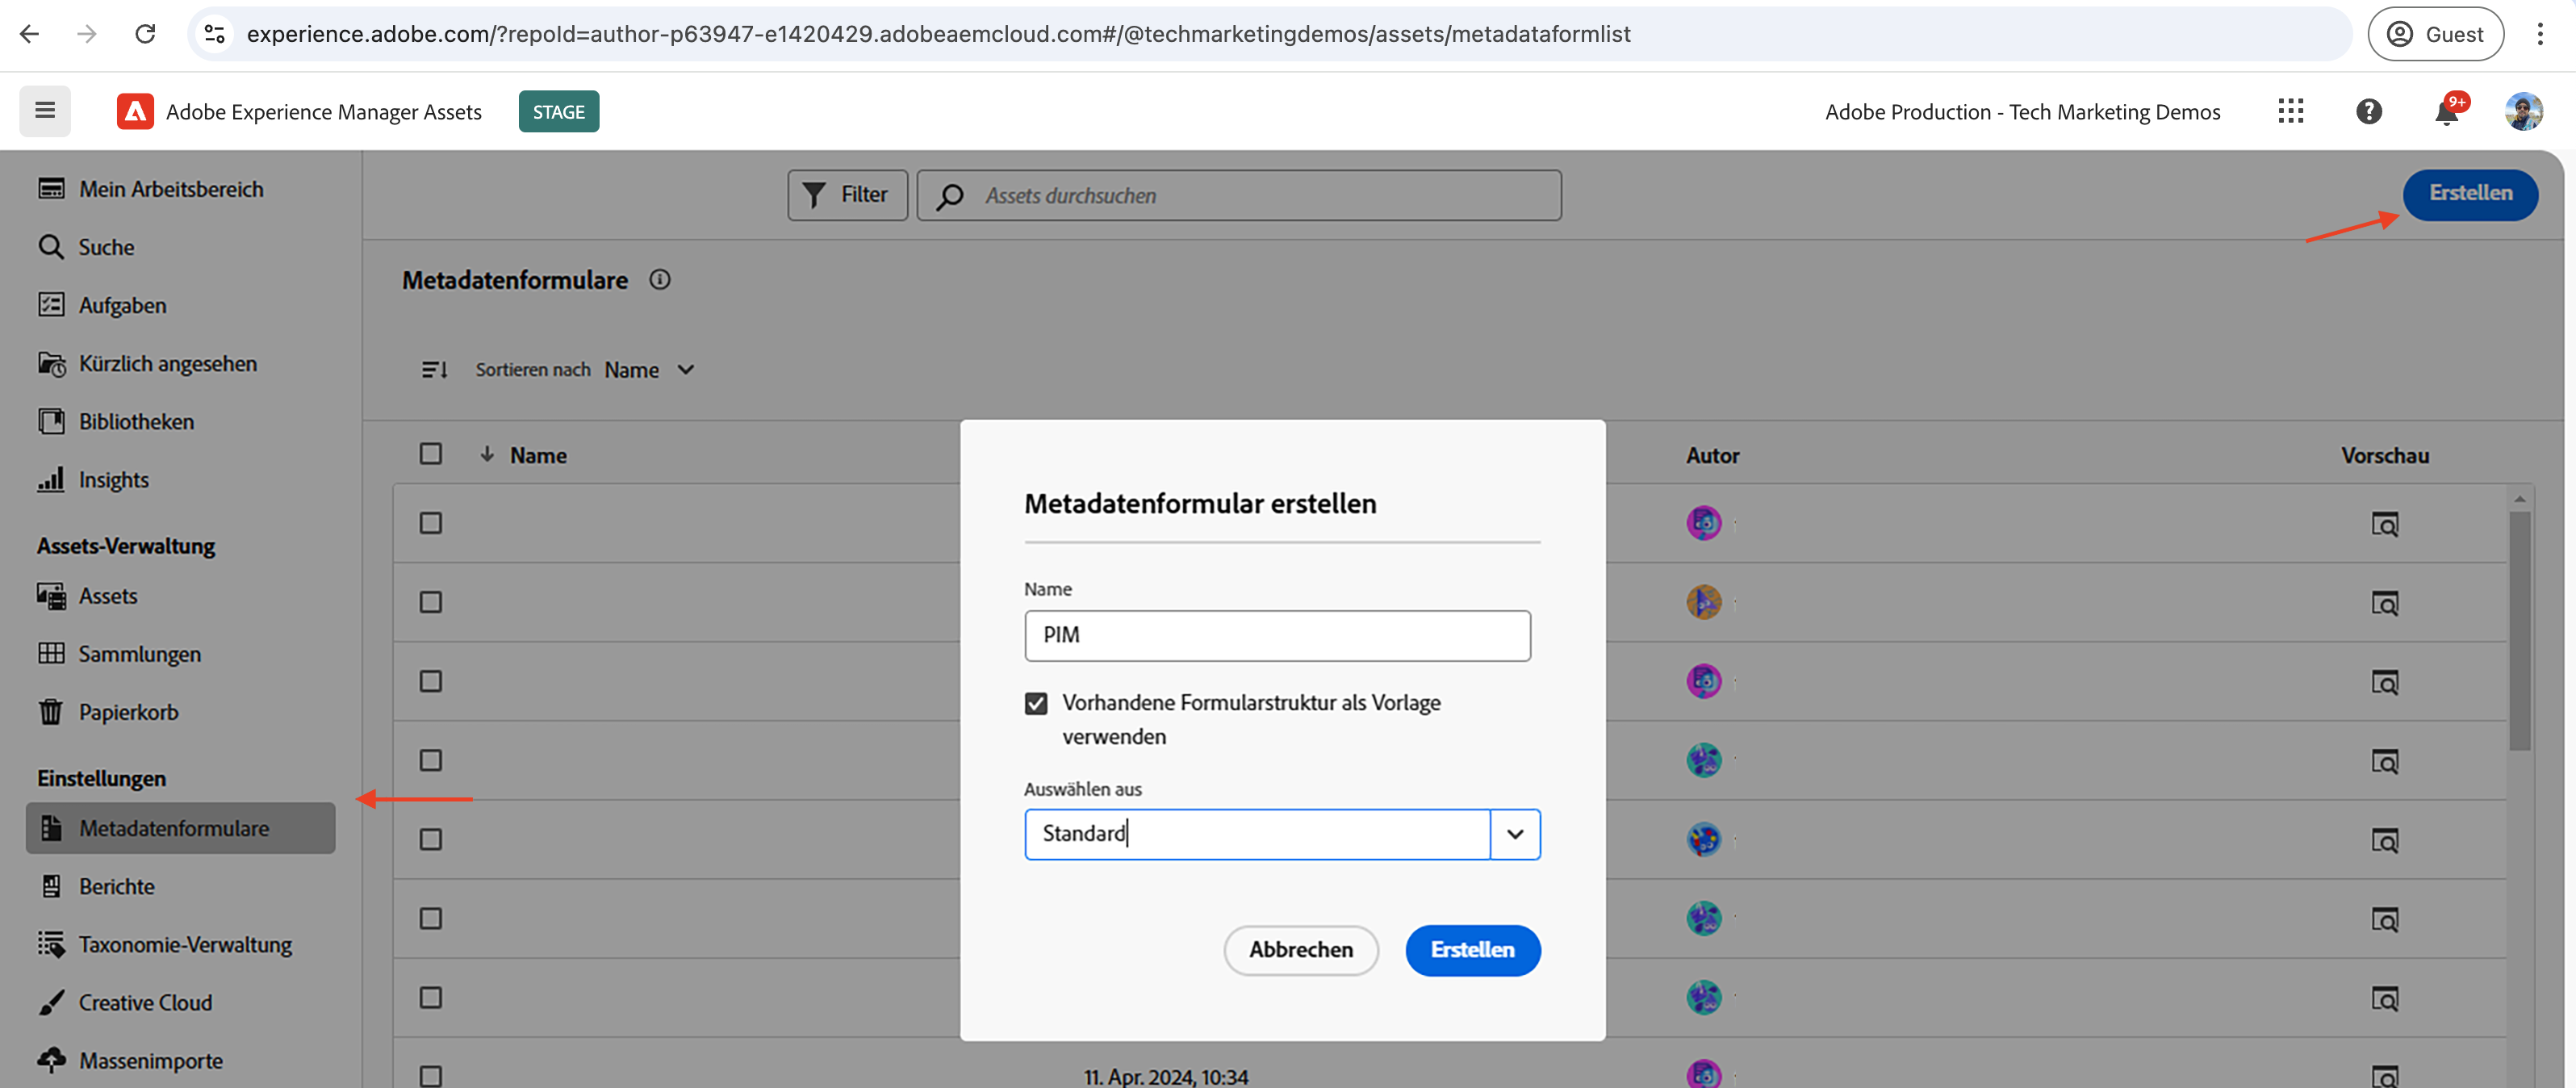 experience.adobe.com/?repoId=author-p63947-e1420429.adobeaemcloud.com#/@techmarketingdemos/assets/metadataformlist
Guest
Adobe Experience Manager Assets
STAGE
Adobe Production - Tech Marketing Demos
9+
Mein Arbeitsbereich
Suche
Aufgaben
Kürzlich angesehen
Bibliotheken
Insights
Assets-Verwaltung
Assets
Sammlungen
Papierkorb
Einstellungen
Metadatenformulare
Berichte
Taxonomie-Verwaltung
Creative Cloud
Massenimporte
Filter
Assets durchsuchen
Erstellen
Metadatenformulare
Sortieren nach Name
Name
Autor
Vorschau
Metadatenformular erstellen
Name
PIM
Vorhandene Formularstruktur als Vorlage
verwenden
Auswählen aus
Standard
Abbrechen
Erstellen
11. Apr. 2024, 10:34